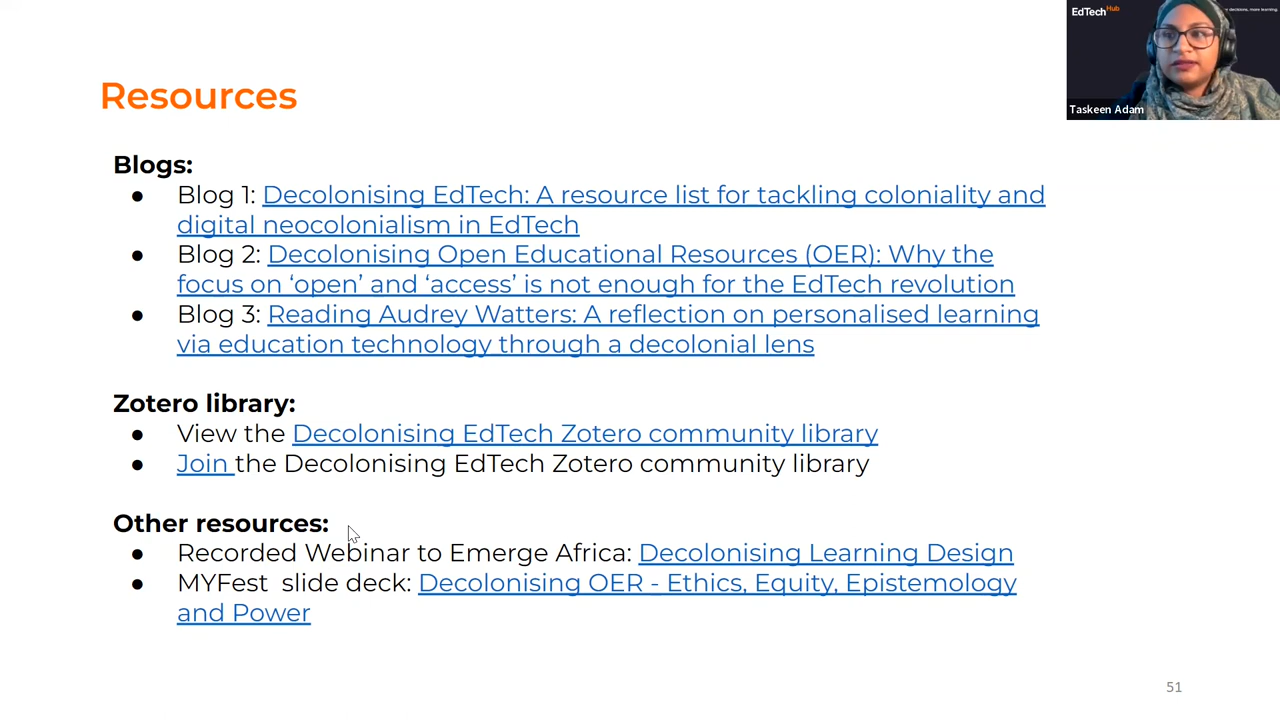 EdTechHub
decisions, more learning.
Taskeen Adam
Resources
Blogs:
● Blog 1: Decolonising EdTech: A resource list for tackling coloniality and
digital neocolonialism in EdTech
● Blog 2: Decolonising Open Educational Resources (OER): Why the
focus on ‘open’ and ‘access’ is not enough for the EdTech revolution
● Blog 3: Reading Audrey Watters: A reflection on personalised learning
via education technology through a decolonial lens
Zotero library:
● View the Decolonising EdTech Zotero community library
● Join the Decolonising EdTech Zotero community library
Other resources:
● Recorded Webinar to Emerge Africa: Decolonising Learning Design
● MYFest slide deck: Decolonising OER - Ethics, Equity, Epistemology
and Power
51